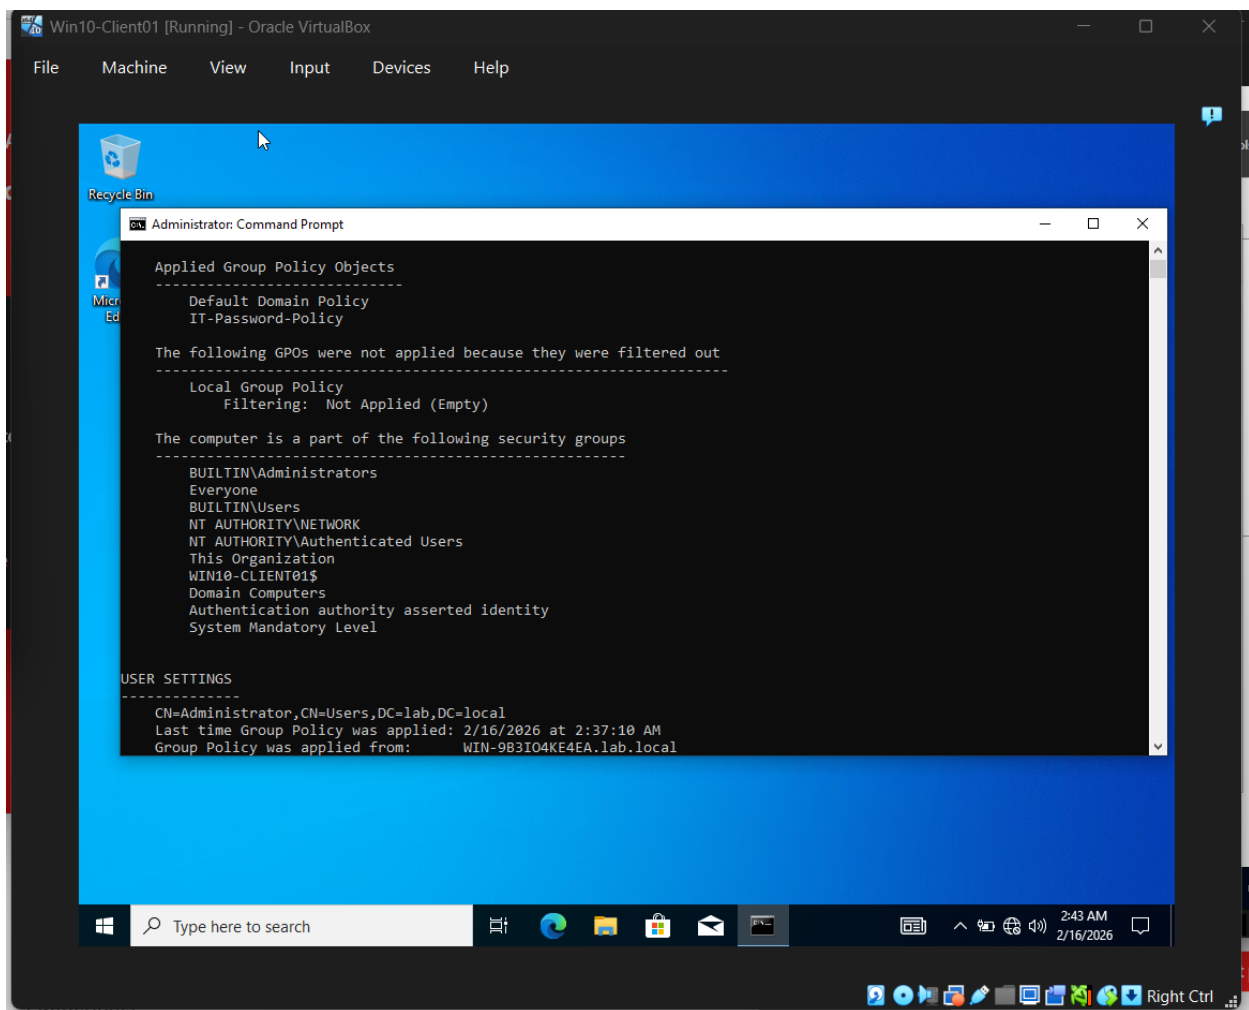 Win10-Client01 [Running] - Oracle VirtualBox
File Machine View Input Devices Help
Recycle Bin
Administrator: Command Prompt
Micr
Ed
Applied Group Policy Objects
-----------------------------
Default Domain Policy
IT-Password-Policy
The following GPOs were not applied because they were filtered out
-------------------------------------------------------------------
Local Group Policy
Filtering: Not Applied (Empty)
The computer is a part of the following security groups
-------------------------------------------------------
BUILTIN\Administrators
Everyone
BUILTIN\Users
NT AUTHORITY\NETWORK
NT AUTHORITY\Authenticated Users
This Organization
WIN10-CLIENT01$
Domain Computers
Authentication authority asserted identity
System Mandatory Level
USER SETTINGS
--------------
CN=Administrator,CN=Users,DC=lab,DC=local
Last time Group Policy was applied: 2/16/2026 at 2:37:10 AM
Group Policy was applied from: WIN-9B3IO4KE4EA.lab.local
Type here to search
2:43 AM
2/16/2026
Right Ctrl